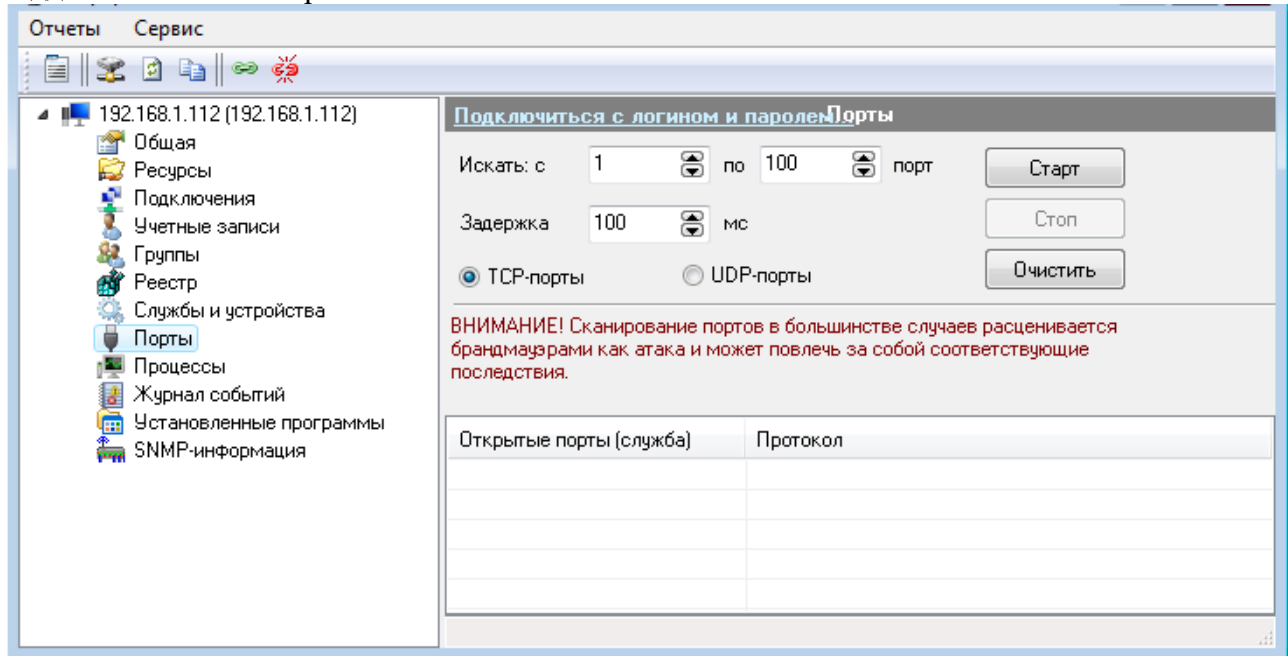 Отчеты Сервис
192.168.1.112 (192.168.1.112)
Общая
Ресурсы
Подключения
Учетные записи
Группы
Реестр
Службы и устройства
Порты
Процессы
Журнал событий
Установленные программы
SNMP-информация
Подключиться с логином и паролем Порты
Искать: с 1 по 100 порт Старт
Задержка 100 мс Стоп
TCP-порты UDP-порты Очистить
ВНИМАНИЕ! Сканирование портов в большинстве случаев расценивается
брандмауэрами как атака и может повлечь за собой соответствующие
последствия.
Открытые порты (служба) Протокол